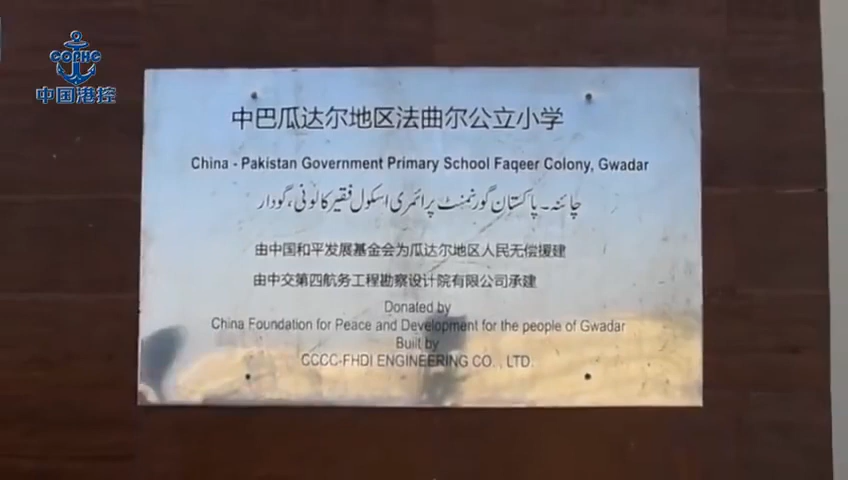 COPHC
中国港控
中巴瓜达尔地区法曲尔公立小学
China - Pakistan Government Primary School Faqeer Colony, Gwadar
چائنہ۔ پاکستان گورنمنٹ پرائمری اسکول فقیر کالونی، گودار
由中国和平发展基金会为瓜达尔地区人民无偿援建
由中交第四航务工程勘察设计院有限公司承建
Donated by
China Foundation for Peace and Development for the people of Gwadar
Built by
CCCC-FHDI ENGINEERING CO., LTD.